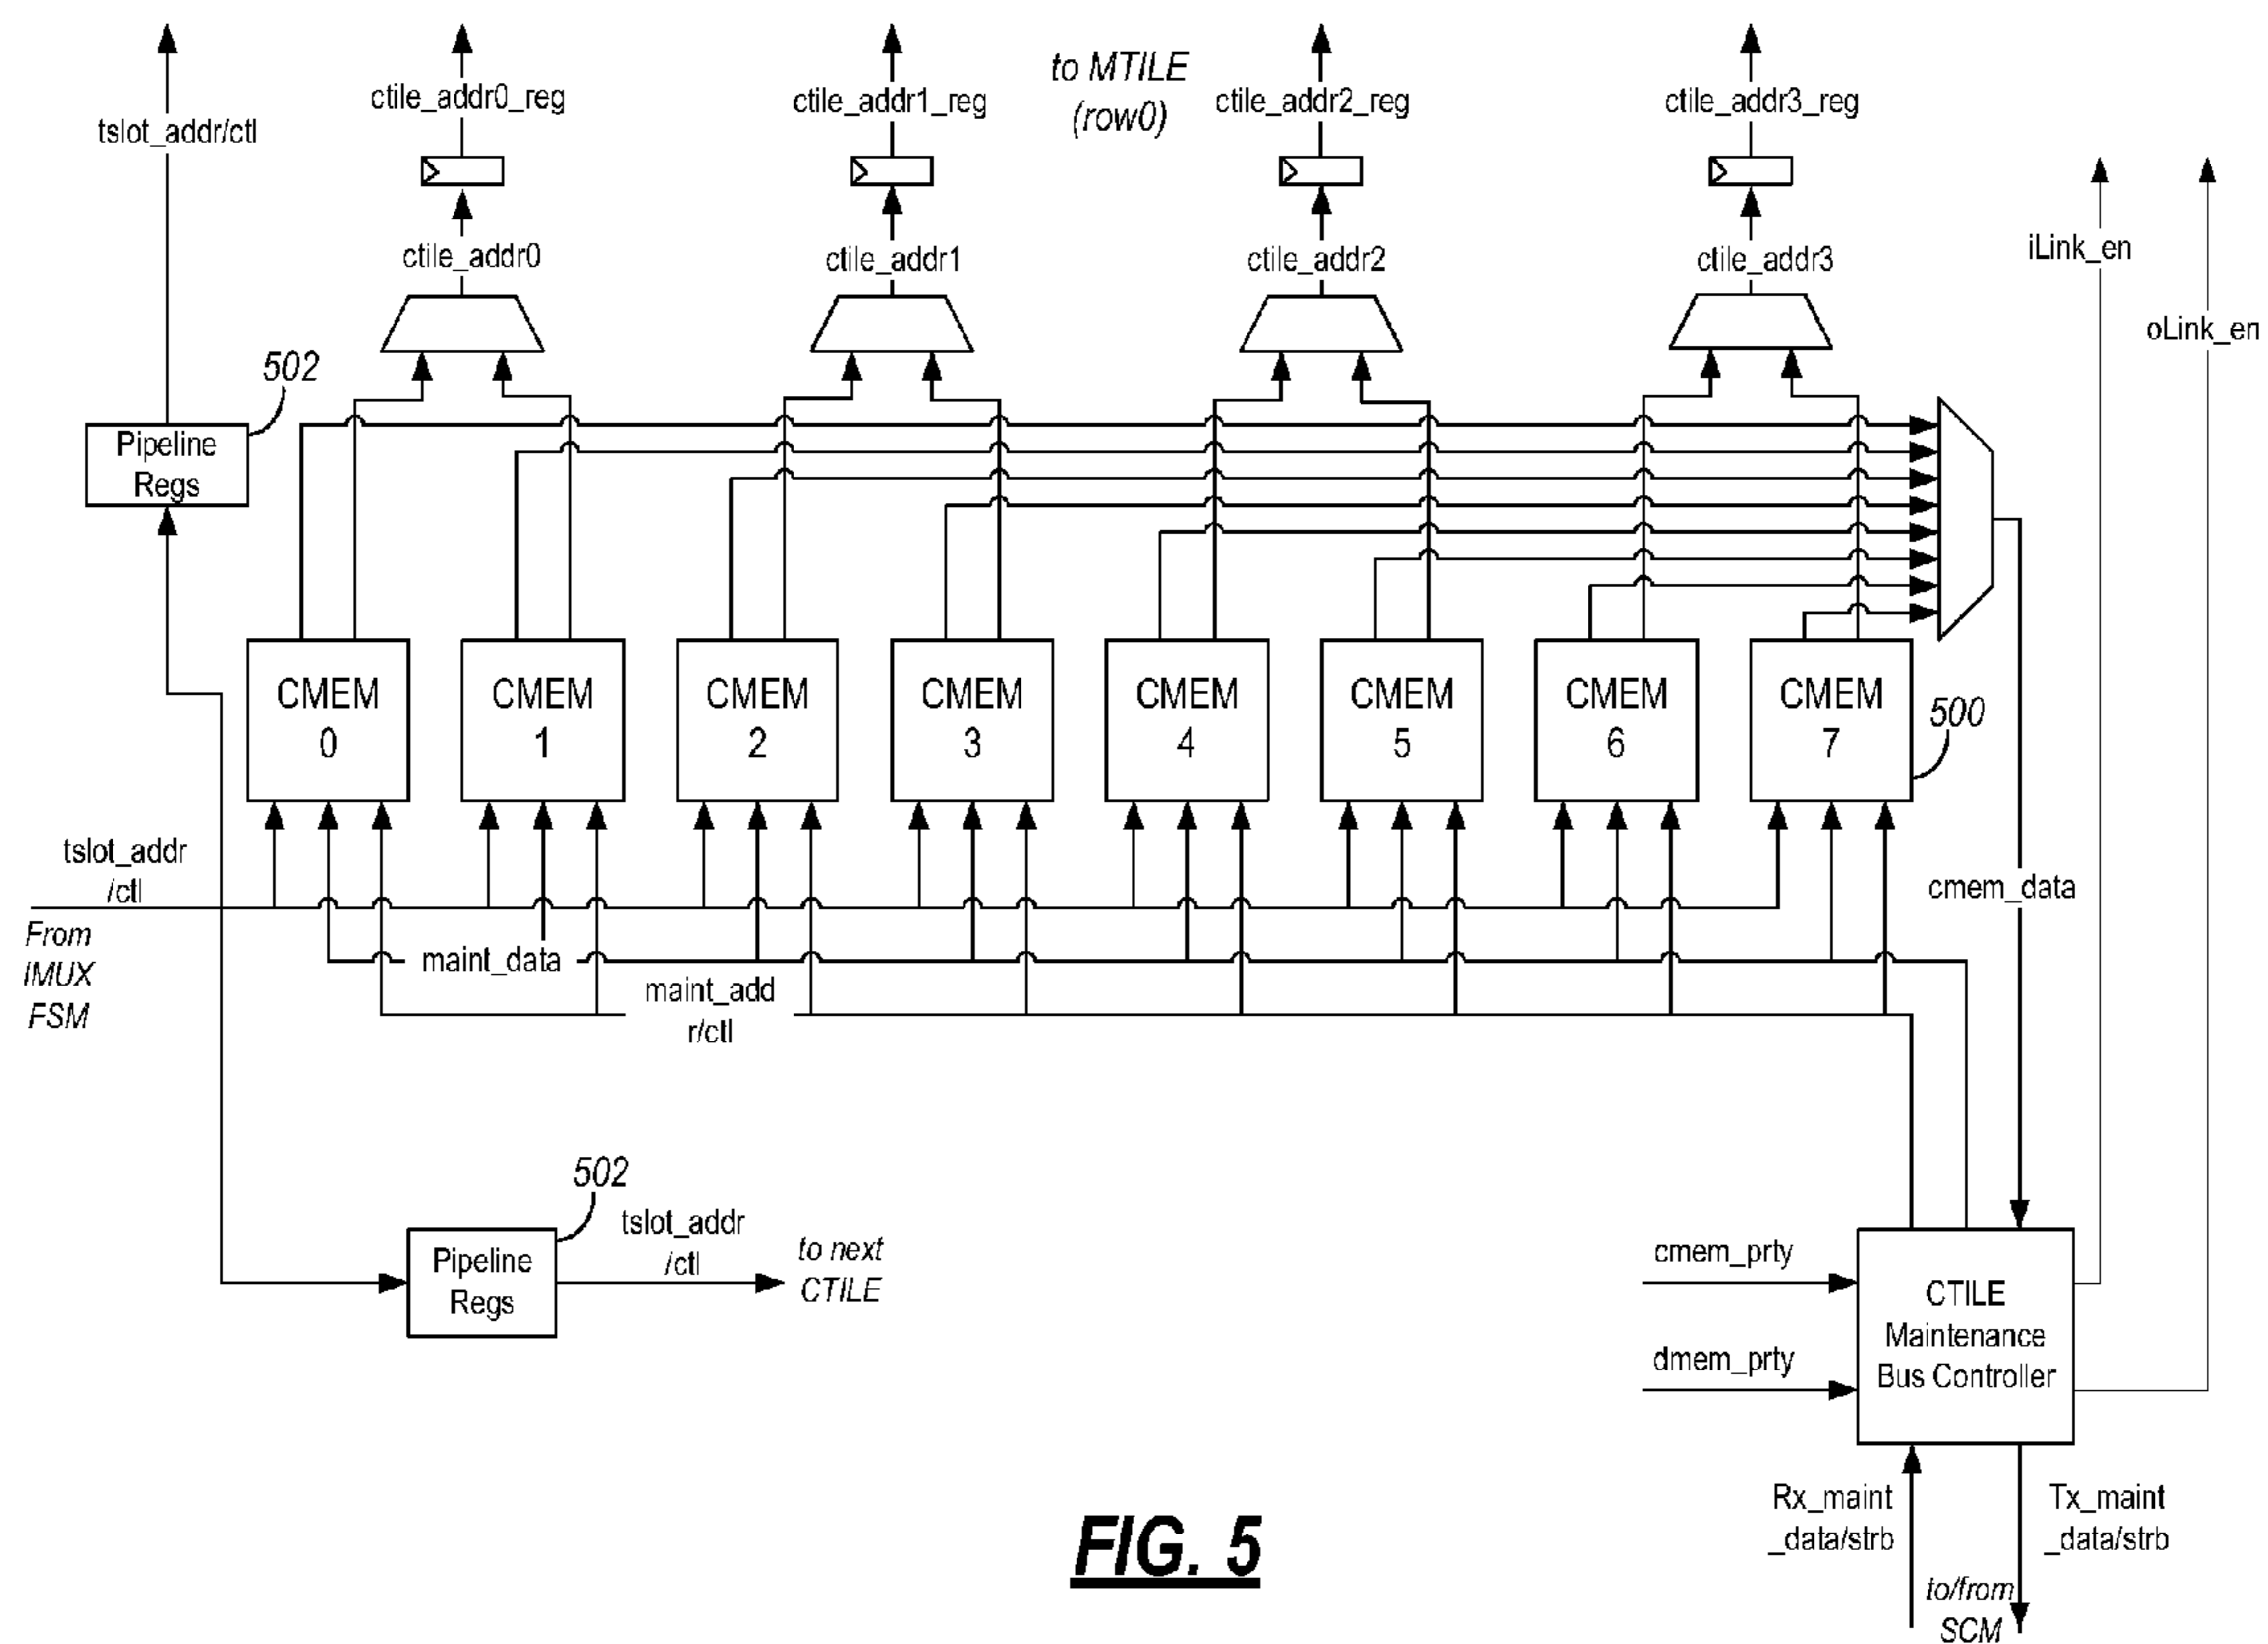 to MTILE
(row0)
ctile_addr0_reg
ctile_addr1_reg
ctile_addr2_reg
ctile_addr3_reg
tslot_addr/ctl
ctile_addr0
ctile_addr1
ctile_addr2
ctile_addr3
iLink_en
oLink_en
502
Pipeline
Regs
CMEM
0
CMEM
1
CMEM
2
CMEM
3
CMEM
4
CMEM
5
CMEM
6
CMEM
7
500
tslot_addr
/ctl
From
IMUX
FSM
maint_data
maint_add
r/ctl
cmem_data
502
Pipeline
Regs
tslot_addr
/ctl
to next
CTILE
cmem_prty
dmem_prty
CTILE
Maintenance
Bus Controller
Rx_maint
_data/strb
Tx_maint
_data/strb
to/from
SCM
FIG. 5